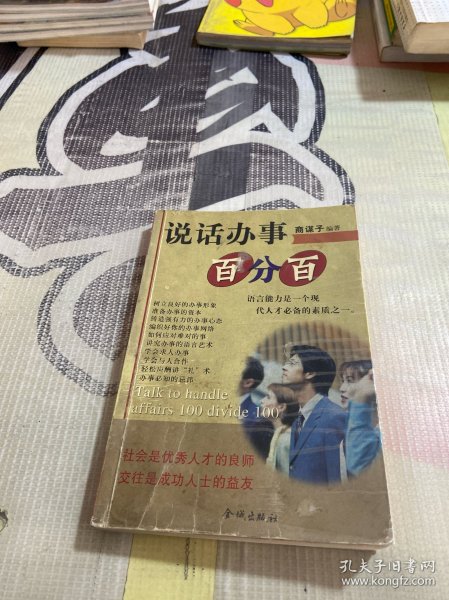 说话办事
商谋子 编著
百分百
语言能力是一个现
代人才必备的素质之一。
树立良好的办事形象
准备办事的资本
铸造强有力的办事心态
编织好你的办事网络
如何应对难对的事
讲究办事的语言艺术
学会求人办事
学会与人合作
轻松应酬讲“礼”术
办事必知的忌部
Talk to handle
affairs 100 divide 100
社会是优秀人才的良师
交往是成功人士的益友
金城出版社
孔夫子旧书网
www.kongfz.com